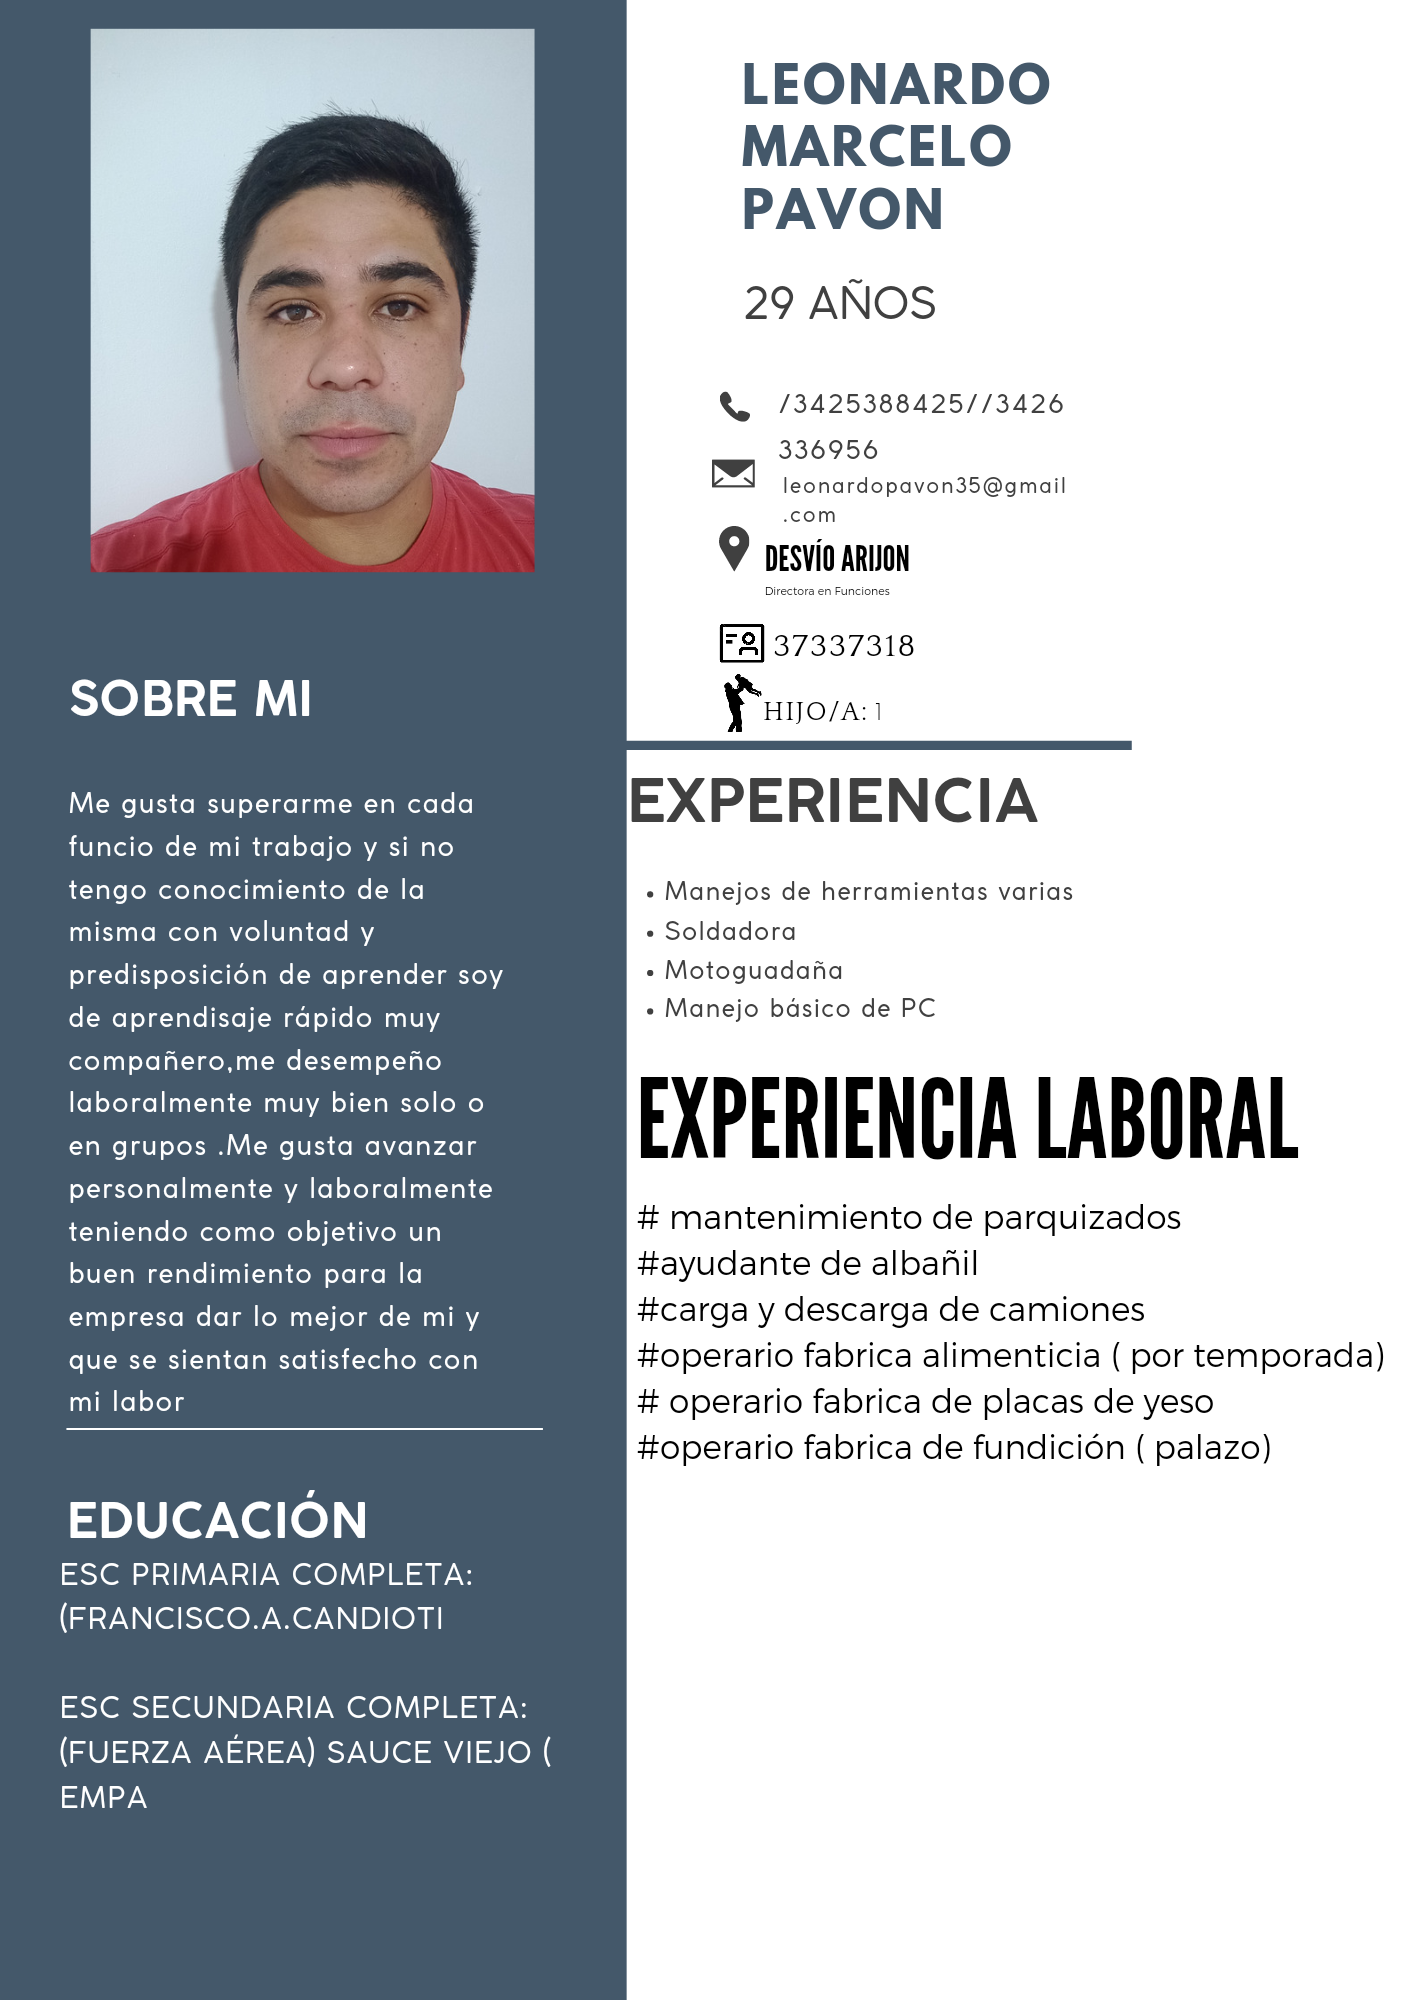 LEONARDO
MARCELO
PAVON
29 AÑOS
/3425388425//3426
336956
leonardopavon35@gmail
.com
DESVÍO ARIJON
Directora en Funciones
37337318
HIJO/A: 1
SOBRE MI
Me gusta superarme en cada
funcio de mi trabajo y si no
tengo conocimiento de la
misma con voluntad y
predisposición de aprender soy
de aprendisaje rápido muy
compañero,me desempeño
laboralmente muy bien solo o
en grupos .Me gusta avanzar
personalmente y laboralmente
teniendo como objetivo un
buen rendimiento para la
empresa dar lo mejor de mi y
que se sientan satisfecho con
mi labor
EDUCACIÓN
ESC PRIMARIA COMPLETA:
(FRANCISCO.A.CANDIOTI
ESC SECUNDARIA COMPLETA:
(FUERZA AÉREA) SAUCE VIEJO (
EMPA
EXPERIENCIA
• Manejos de herramientas varias
• Soldadora
• Motoguadaña
• Manejo básico de PC
EXPERIENCIA LABORAL
# mantenimiento de parquizados
#ayudante de albañil
#carga y descarga de camiones
#operario fabrica alimenticia ( por temporada)
# operario fabrica de placas de yeso
#operario fabrica de fundición ( palazo)